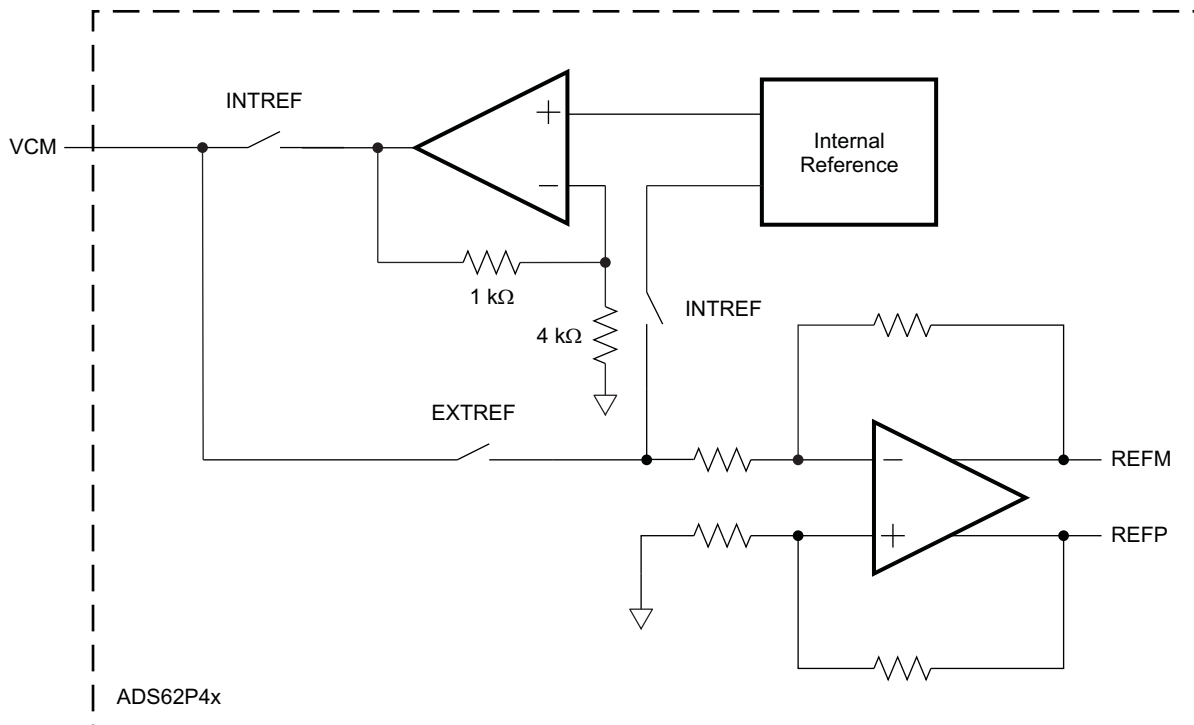 INTREF
VCM
+
−
Internal
Reference
1 kΩ
4 kΩ
INTREF
EXTREF
−
REFM
+
REFP
ADS62P4x